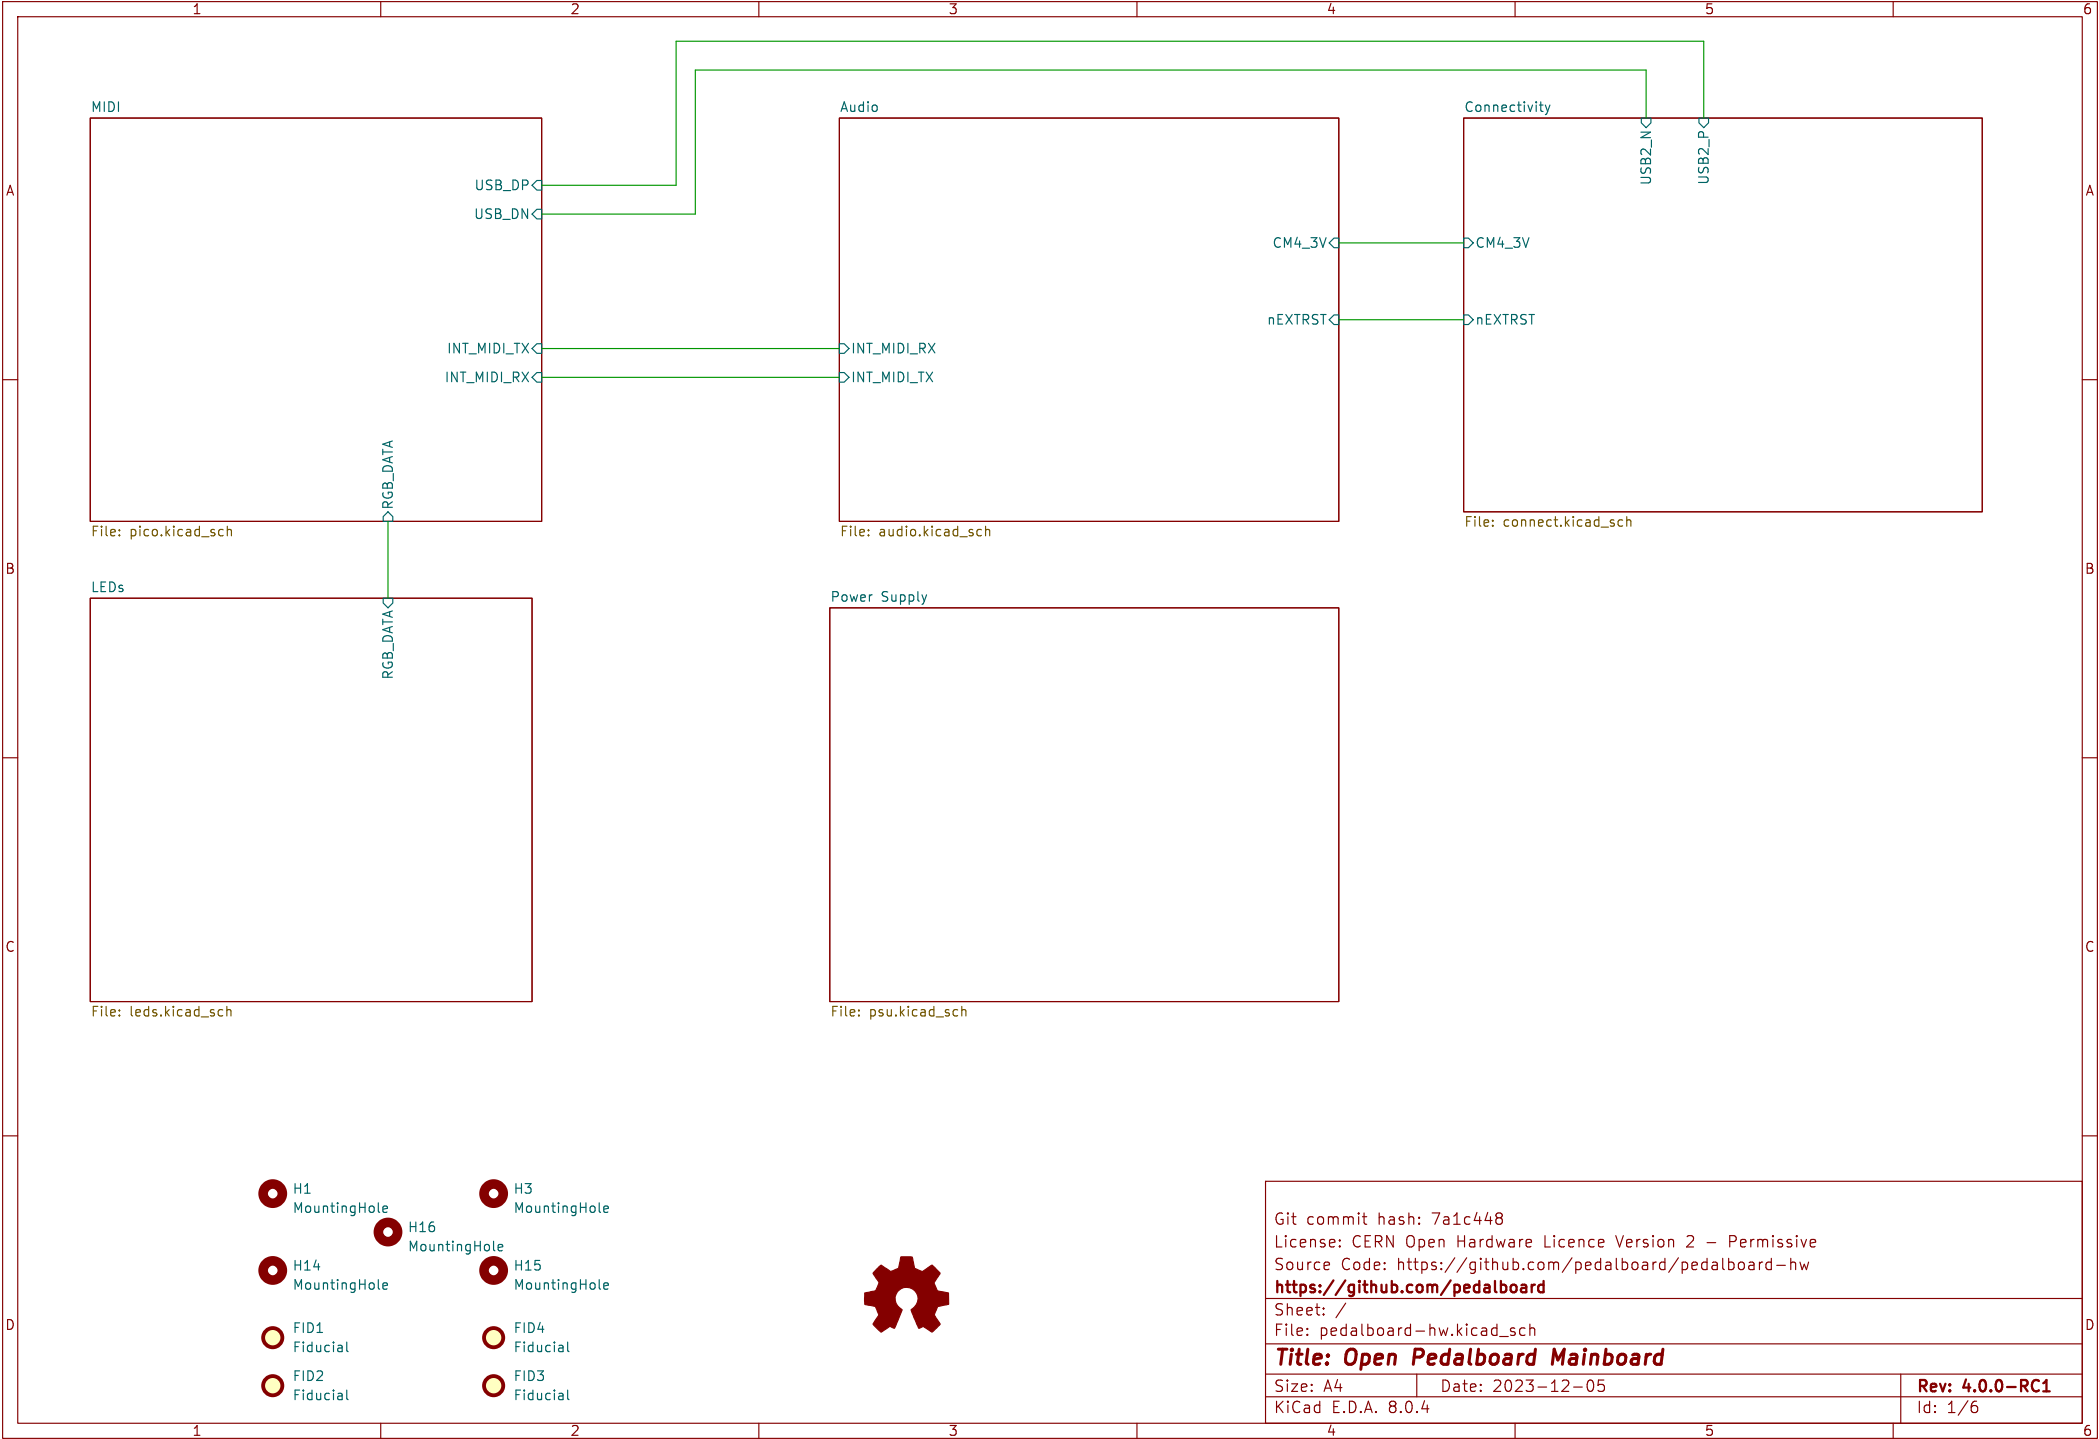 1 2 3 4 5 6
MIDI
Audio
Connectivity
USB2_N
USB2_P
A
A
USB_DP
USB_DN
CM4_3V
CM4_3V
nEXTRST
nEXTRST
INT_MIDI_TX
INT_MIDI_RX
INT_MIDI_RX
INT_MIDI_TX
RGB_DATA
File: pico.kicad_sch
File: audio.kicad_sch
File: connect.kicad_sch
B
B
LEDs
Power Supply
RGB_DATA
C
C
File: leds.kicad_sch
File: psu.kicad_sch
H1
MountingHole
H3
MountingHole
H16
MountingHole
H14
MountingHole
H15
MountingHole
FID1
Fiducial
FID4
Fiducial
FID2
Fiducial
FID3
Fiducial
D
D
Git commit hash: 7a1c448
License: CERN Open Hardware Licence Version 2 - Permissive
Source Code: https://github.com/pedalboard/pedalboard-hw
https://github.com/pedalboard
Sheet: /
File: pedalboard-hw.kicad_sch
Title: Open Pedalboard Mainboard
Size: A4 Date: 2023-12-05 Rev: 4.0.0-RC1
KiCad E.D.A. 8.0.4 Id: 1/6
1 2 3 4 5 6